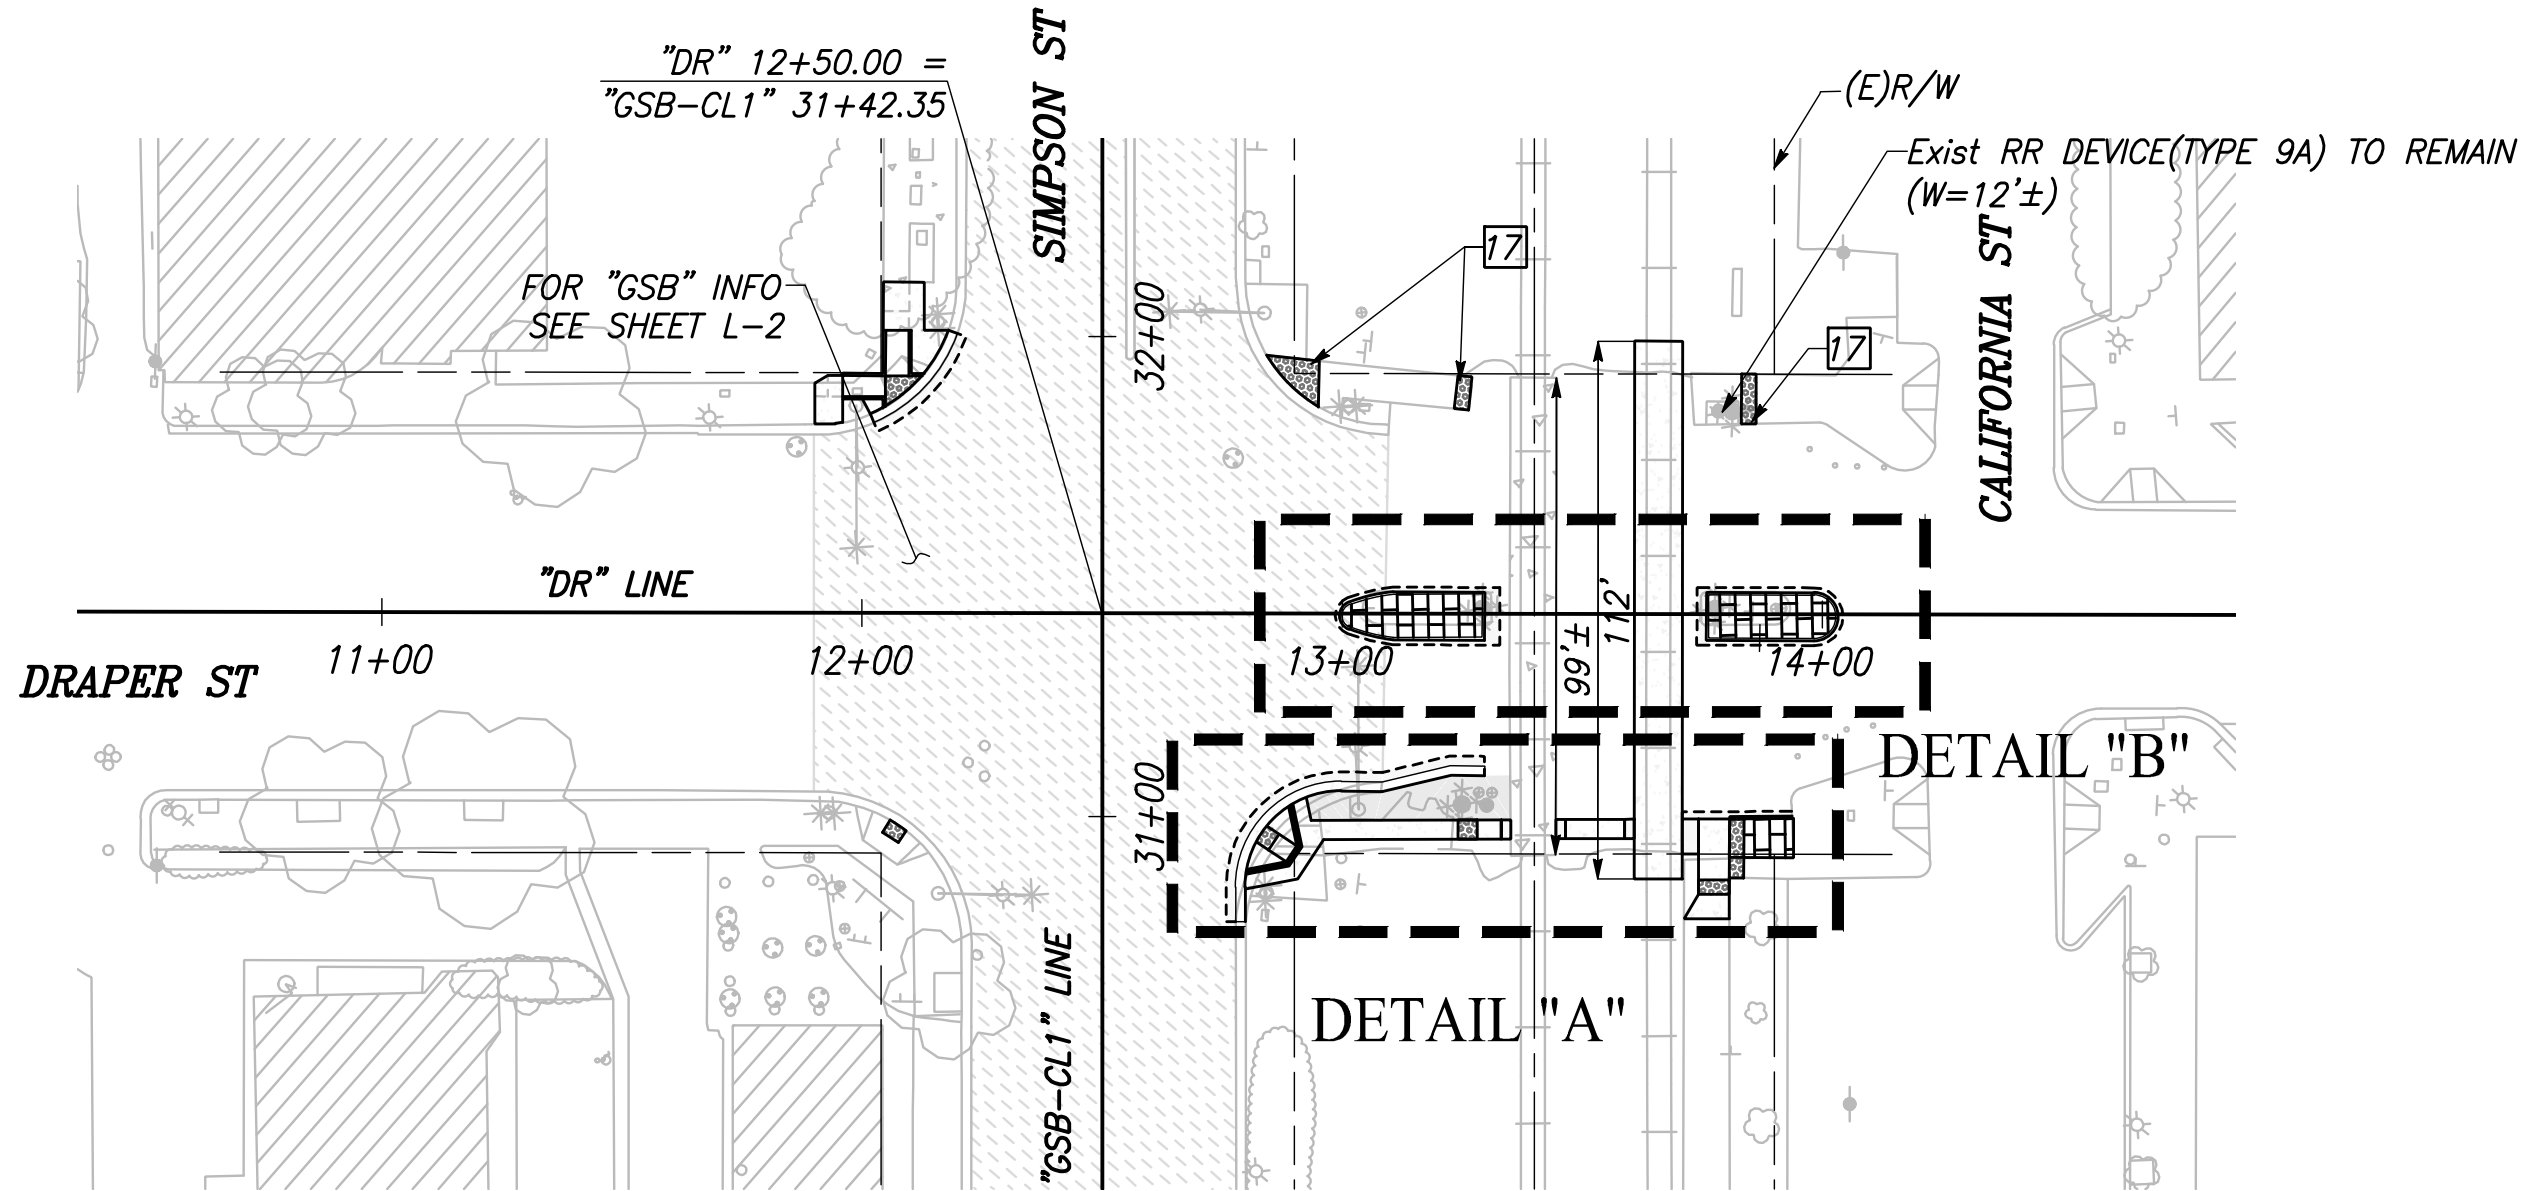 "DR" 12+50.00 =
"GSB-CL1" 31+42.35
SIMPSON ST
(E)R/W
Exist RR DEVICE(TYPE 9A) TO REMAIN
(W=12'±)
17
CALIFORNIA ST
FOR "GSB" INFO
SEE SHEET L-2
32+00
17
"DR" LINE
11+00
12+00
13+00
99'±
112'
14+00
DRAPER ST
DETAIL "B"
31+00
DETAIL "A"
"GSB-CL1" LINE